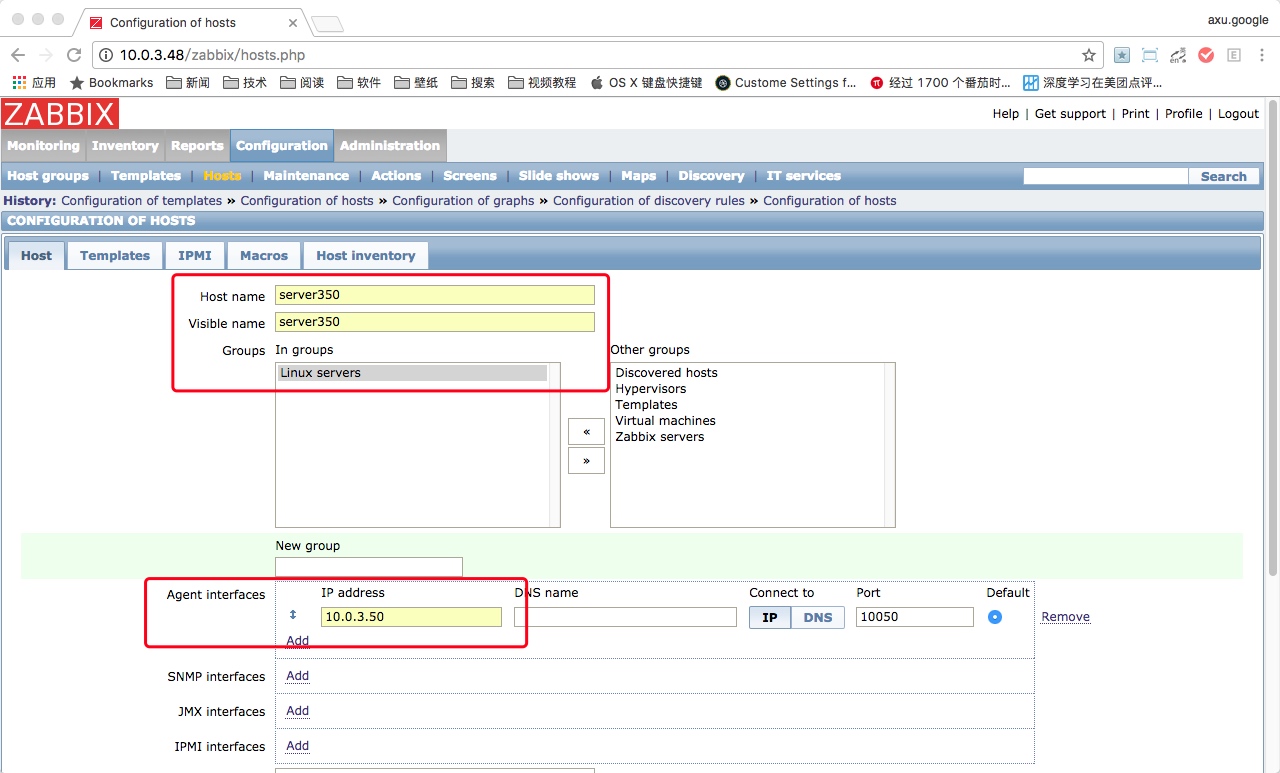 Configuration of hosts
axu.google
10.0.3.48/zabbix/hosts.php
应用 Bookmarks 新闻 技术 阅读 软件 壁纸 搜索 视频教程 OS X 键盘快捷键 Custome Settings f... 经过 1700 个番茄时... 深度学习在美团点评...
ZABBIX
Help | Get support | Print | Profile | Logout
Monitoring Inventory Reports Configuration Administration
Host groups | Templates | Hosts | Maintenance | Actions | Screens | Slide shows | Maps | Discovery | IT services Search
History: Configuration of templates » Configuration of hosts » Configuration of graphs » Configuration of discovery rules » Configuration of hosts
CONFIGURATION OF HOSTS
Host Templates IPMI Macros Host inventory
Host name server350
Visible name server350
Groups In groups Other groups
Linux servers Discovered hosts
Hypervisors
Templates
Virtual machines
Zabbix servers
«
»
New group
Agent interfaces IP address DNS name Connect to Port Default
10.0.3.50 IP DNS 10050 Remove
Add
SNMP interfaces Add
JMX interfaces Add
IPMI interfaces Add